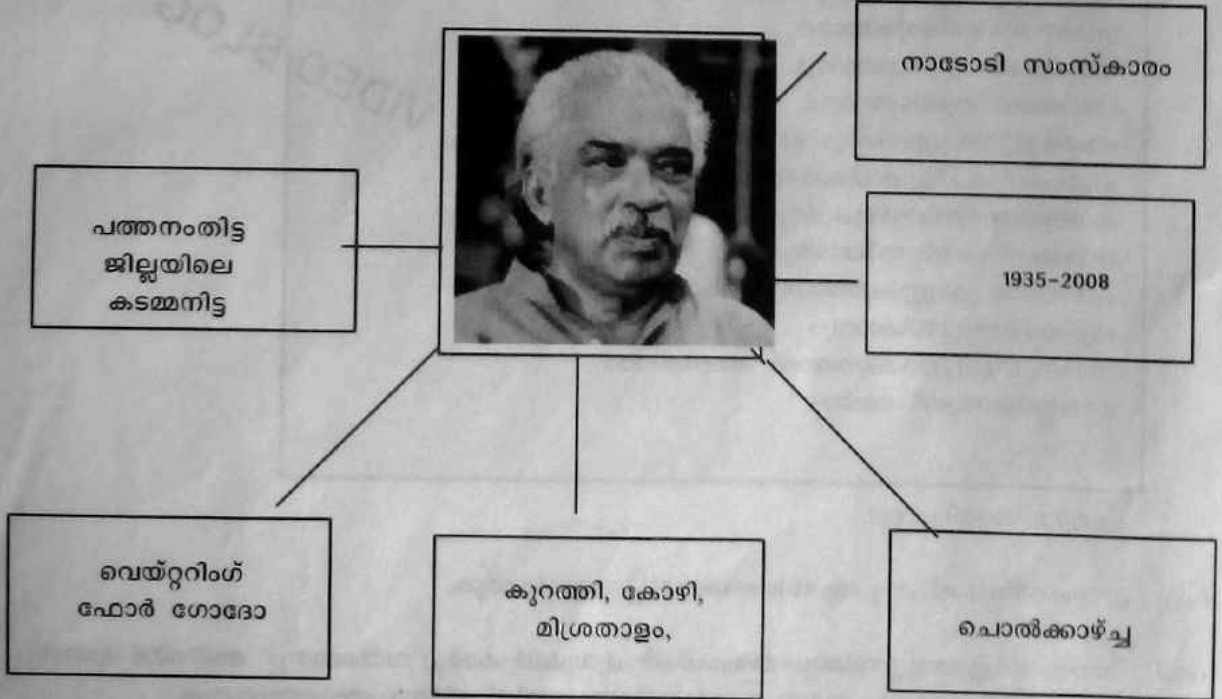 നാടോടി സംസ്കാരം
പത്തനംതിട്ട
ജില്ലയിലെ
കടമ്മനിട്ട
1935-2008
വെയ്റ്ററിംഗ്
ഫോർ ഗോദോ
കുറത്തി, കോഴി,
മിശ്രതാളം,
ചൊൽക്കാഴ്ച്ച